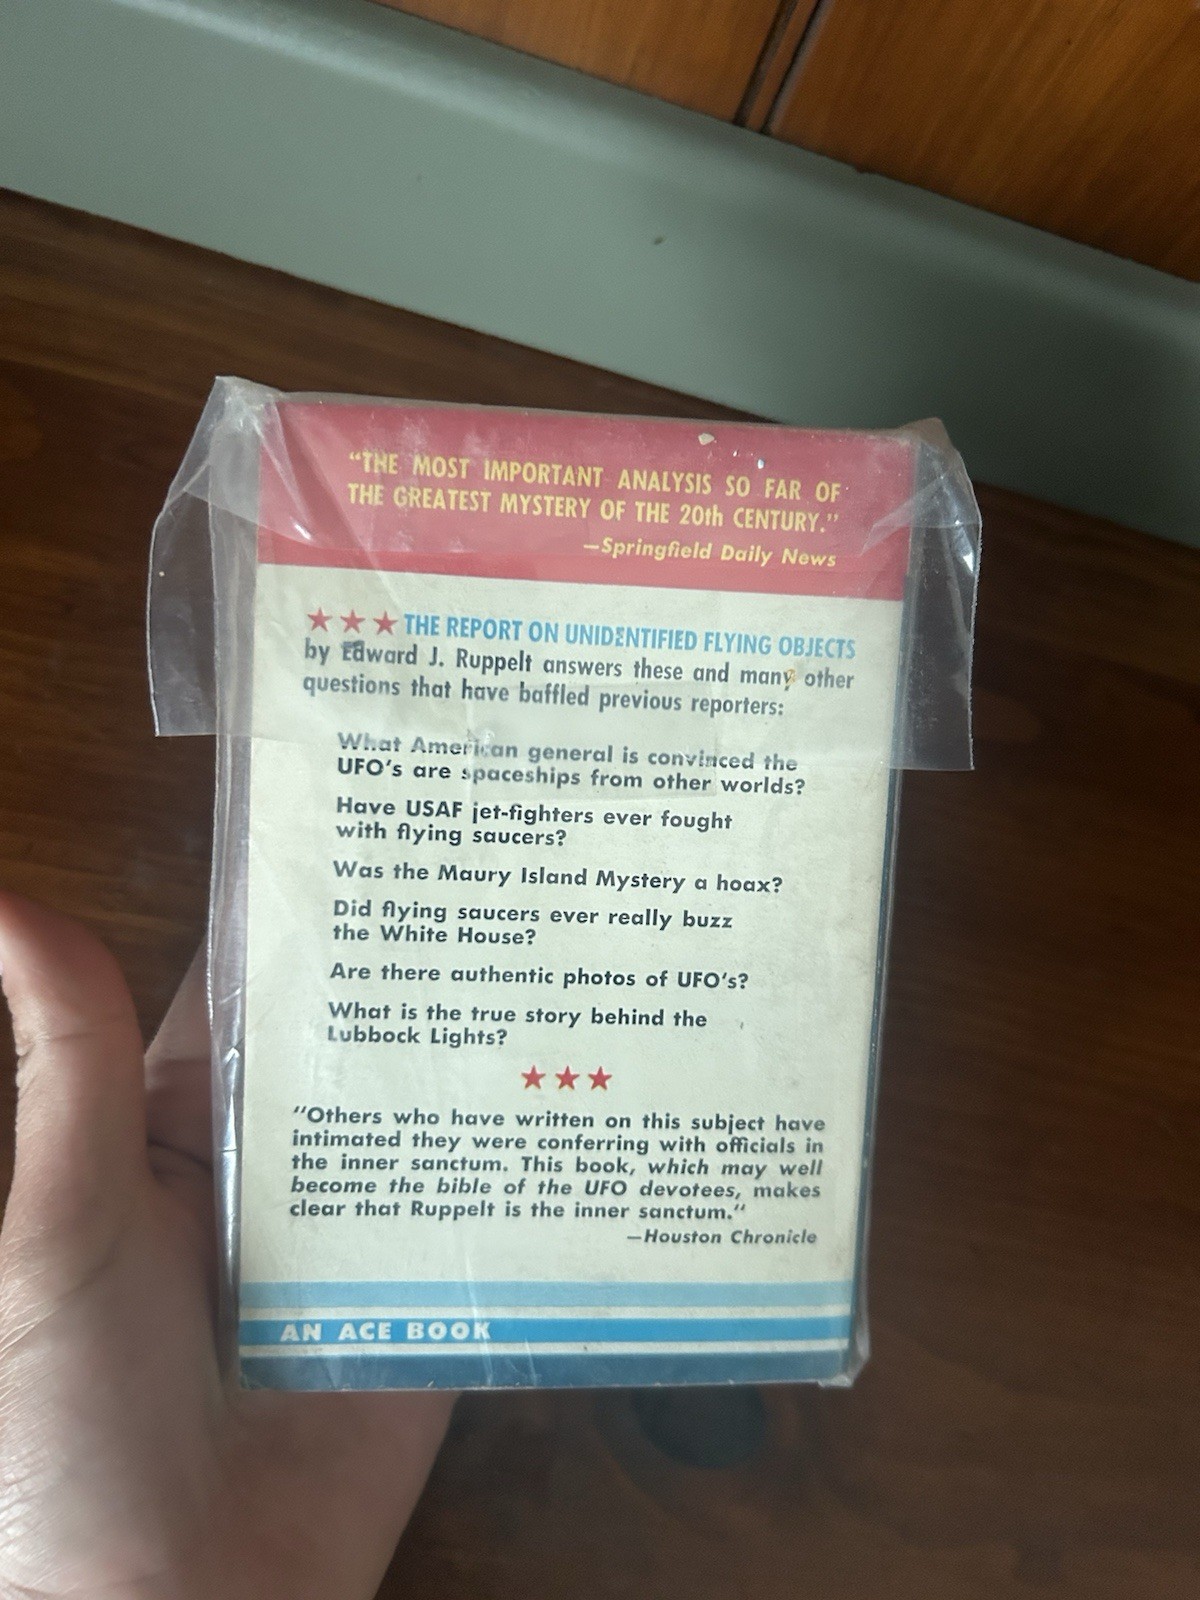 “THE MOST IMPORTANT ANALYSIS SO FAR OF
THE GREATEST MYSTERY OF THE 20th CENTURY.”
—Springfield Daily News
★ ★ ★ THE REPORT ON UNIDENTIFIED FLYING OBJECTS
by Edward J. Ruppelt answers these and many other
questions that have baffled previous reporters:
What American general is convinced the
UFO’s are spaceships from other worlds?
Have USAF jet-fighters ever fought
with flying saucers?
Was the Maury Island Mystery a hoax?
Did flying saucers ever really buzz
the White House?
Are there authentic photos of UFO’s?
What is the true story behind the
Lubbock Lights?
★ ★ ★
“Others who have written on this subject have
intimated they were conferring with officials in
the inner sanctum. This book, which may well
become the bible of the UFO devotees, makes
clear that Ruppelt is the inner sanctum.”
—Houston Chronicle
AN ACE BOOK